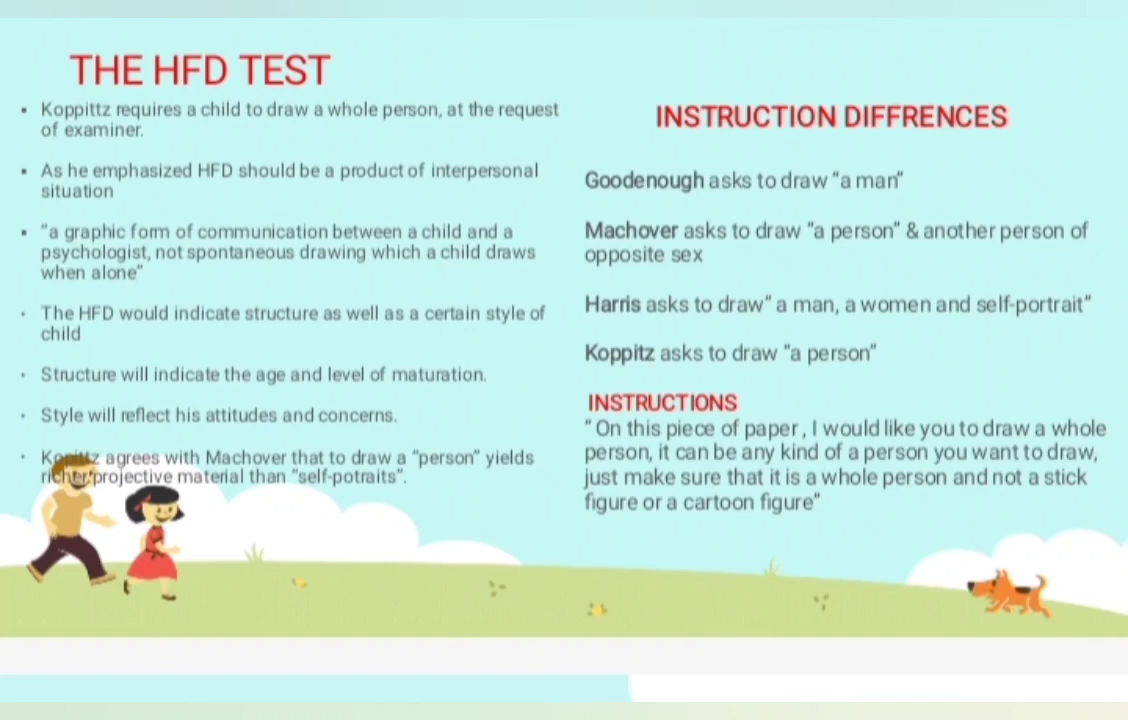 THE HFD TEST
▪ Koppittz requires a child to draw a whole person, at the request
of examiner.
▪ As he emphasized HFD should be a product of interpersonal
situation
▪ "a graphic form of communication between a child and a
psychologist, not spontaneous drawing which a child draws
when alone"
▪ The HFD would indicate structure as well as a certain style of
child
▪ Structure will indicate the age and level of maturation.
▪ Style will reflect his attitudes and concerns.
▪ Koppitz agrees with Machover that to draw a "person" yields
richer projective material than "self-potraits".
INSTRUCTION DIFFRENCES
Goodenough asks to draw "a man"
Machover asks to draw "a person" & another person of
opposite sex
Harris asks to draw" a man, a women and self-portrait"
Koppitz asks to draw "a person"
INSTRUCTIONS
" On this piece of paper, I would like you to draw a whole
person, it can be any kind of a person you want to draw,
just make sure that it is a whole person and not a stick
figure or a cartoon figure"